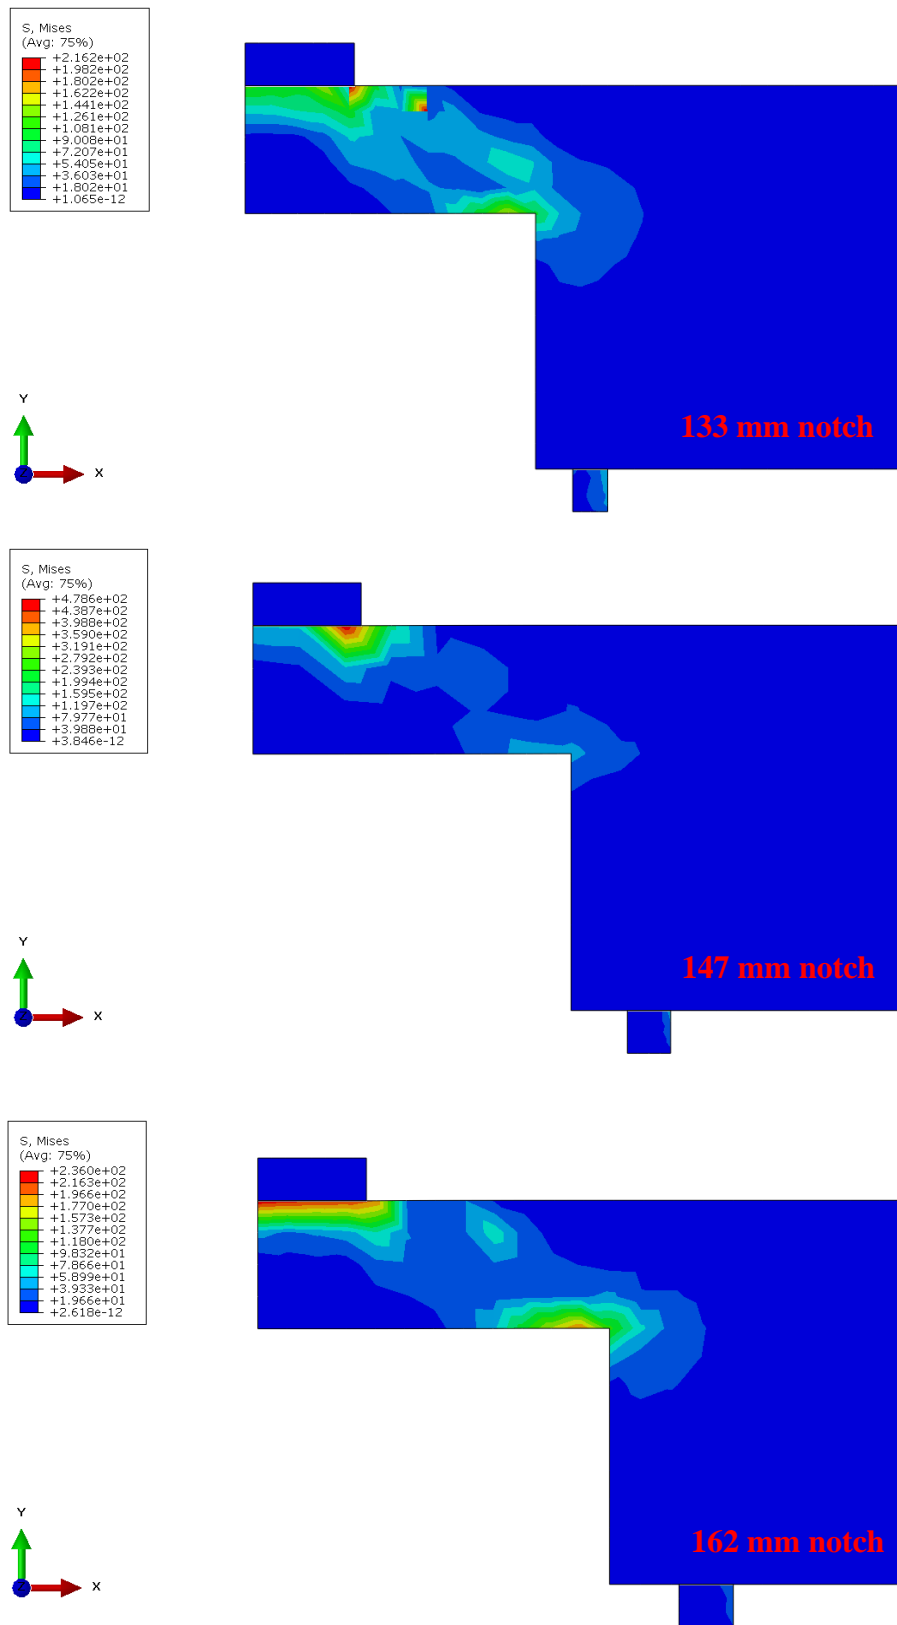 S, Mises
(Avg: 75%)
+2.162e+02
+1.982e+02
+1.802e+02
+1.622e+02
+1.441e+02
+1.261e+02
+1.081e+02
+9.008e+01
+7.207e+01
+5.405e+01
+3.603e+01
+1.802e+01
+1.065e-12
Y
Z
X
133 mm notch
S, Mises
(Avg: 75%)
+4.786e+02
+4.387e+02
+3.988e+02
+3.590e+02
+3.191e+02
+2.792e+02
+2.393e+02
+1.994e+02
+1.595e+02
+1.197e+02
+7.977e+01
+3.988e+01
+3.846e-12
Y
Z
X
147 mm notch
S, Mises
(Avg: 75%)
+2.360e+02
+2.163e+02
+1.966e+02
+1.770e+02
+1.573e+02
+1.377e+02
+1.180e+02
+9.832e+01
+7.866e+01
+5.899e+01
+3.933e+01
+1.966e+01
+2.618e-12
Y
Z
X
162 mm notch